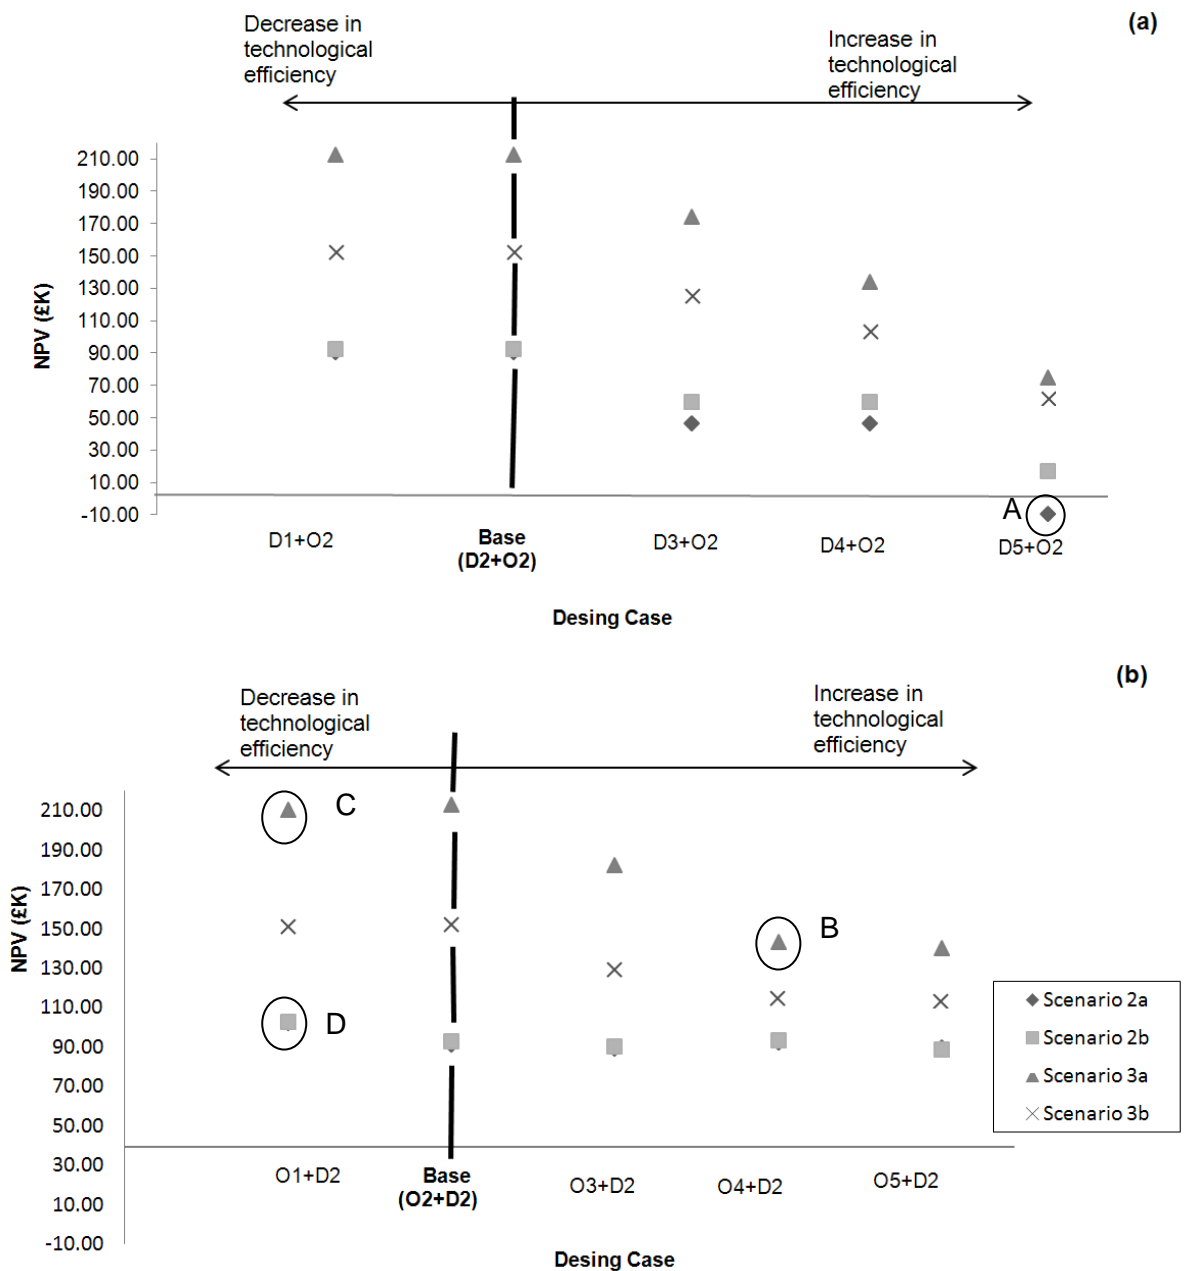 (a)
Decrease in
technological
efficiency
Increase in
technological
efficiency
NPV (£K)
210.00
190.00
170.00
150.00
130.00
110.00
90.00
70.00
50.00
30.00
10.00
-10.00
A
D1+O2
Base
(D2+O2)
D3+O2
D4+O2
D5+O2
Desing Case
(b)
Decrease in
technological
efficiency
Increase in
technological
efficiency
NPV (£K)
210.00
190.00
170.00
150.00
130.00
110.00
90.00
70.00
50.00
30.00
10.00
-10.00
C
B
D
Scenario 2a
Scenario 2b
Scenario 3a
Scenario 3b
O1+D2
Base
(O2+D2)
O3+D2
O4+D2
O5+D2
Desing Case